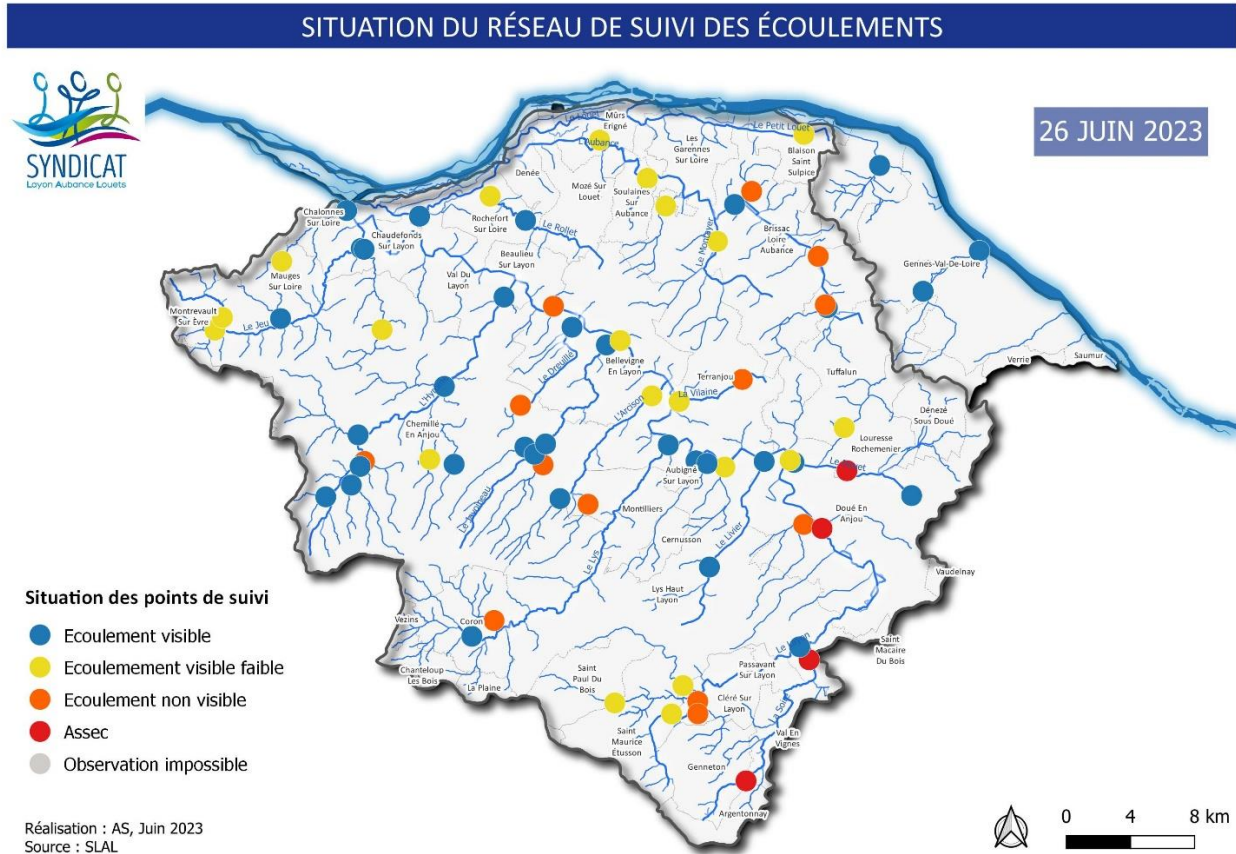 SITUATION DU RÉSEAU DE SUIVI DES ÉCOULEMENTS
SYNDICAT
Layon Aubance Louets
26 JUIN 2023
Le Louet
Mûrs
Erigné
Le Petit Louet
Aubance
Les
Garennes
Sur Loire
Blaison
Saint
Sulpice
Denée
Mozé Sur
Louet
Soulaines
Sur
Aubance
Chalonnes
Sur Loire
Rochefort
Sur Loire
Le Rollet
Chaudefonds
Sur Layon
Beaulieu
Sur Layon
Le Montayer
Brissac
Loire
Aubance
Mauges
Sur Loire
Val Du
Layon
Gennes-Val-De-Loire
Montrevault
Sur Èvre
Le Jeu
Verrie
Saumur
Bellevigne
En Layon
Le Dreuillé
Terranjou
Tuffalun
L'Hyrome
L'Arcison
La Vilaine
Chemillé
En Anjou
Dénezé
Sous Doué
Louresse
Rochemenier
Aubigné
Sur Layon
Le Javoineau
Montilliers
Doué En
Anjou
Cernusson
Le Livier
Le Lys
Lys Haut
Layon
Vaudelnay
Situation des points de suivi
Ecoulement visible
Ecoulemement visible faible
Ecoulement non visible
Assec
Observation impossible
Vezins
Coron
Chanteloup
Les Bois
La Plaine
Saint
Paul Du
Bois
Passavant
Sur Layon
Le Layon
Saint
Macaire
Du Bois
Cléré Sur
Layon
Saint
Maurice
Étusson
Val En
Vignes
Genneton
Argentonnay
Réalisation : AS, Juin 2023
Source : SLAL
0 4 8 km